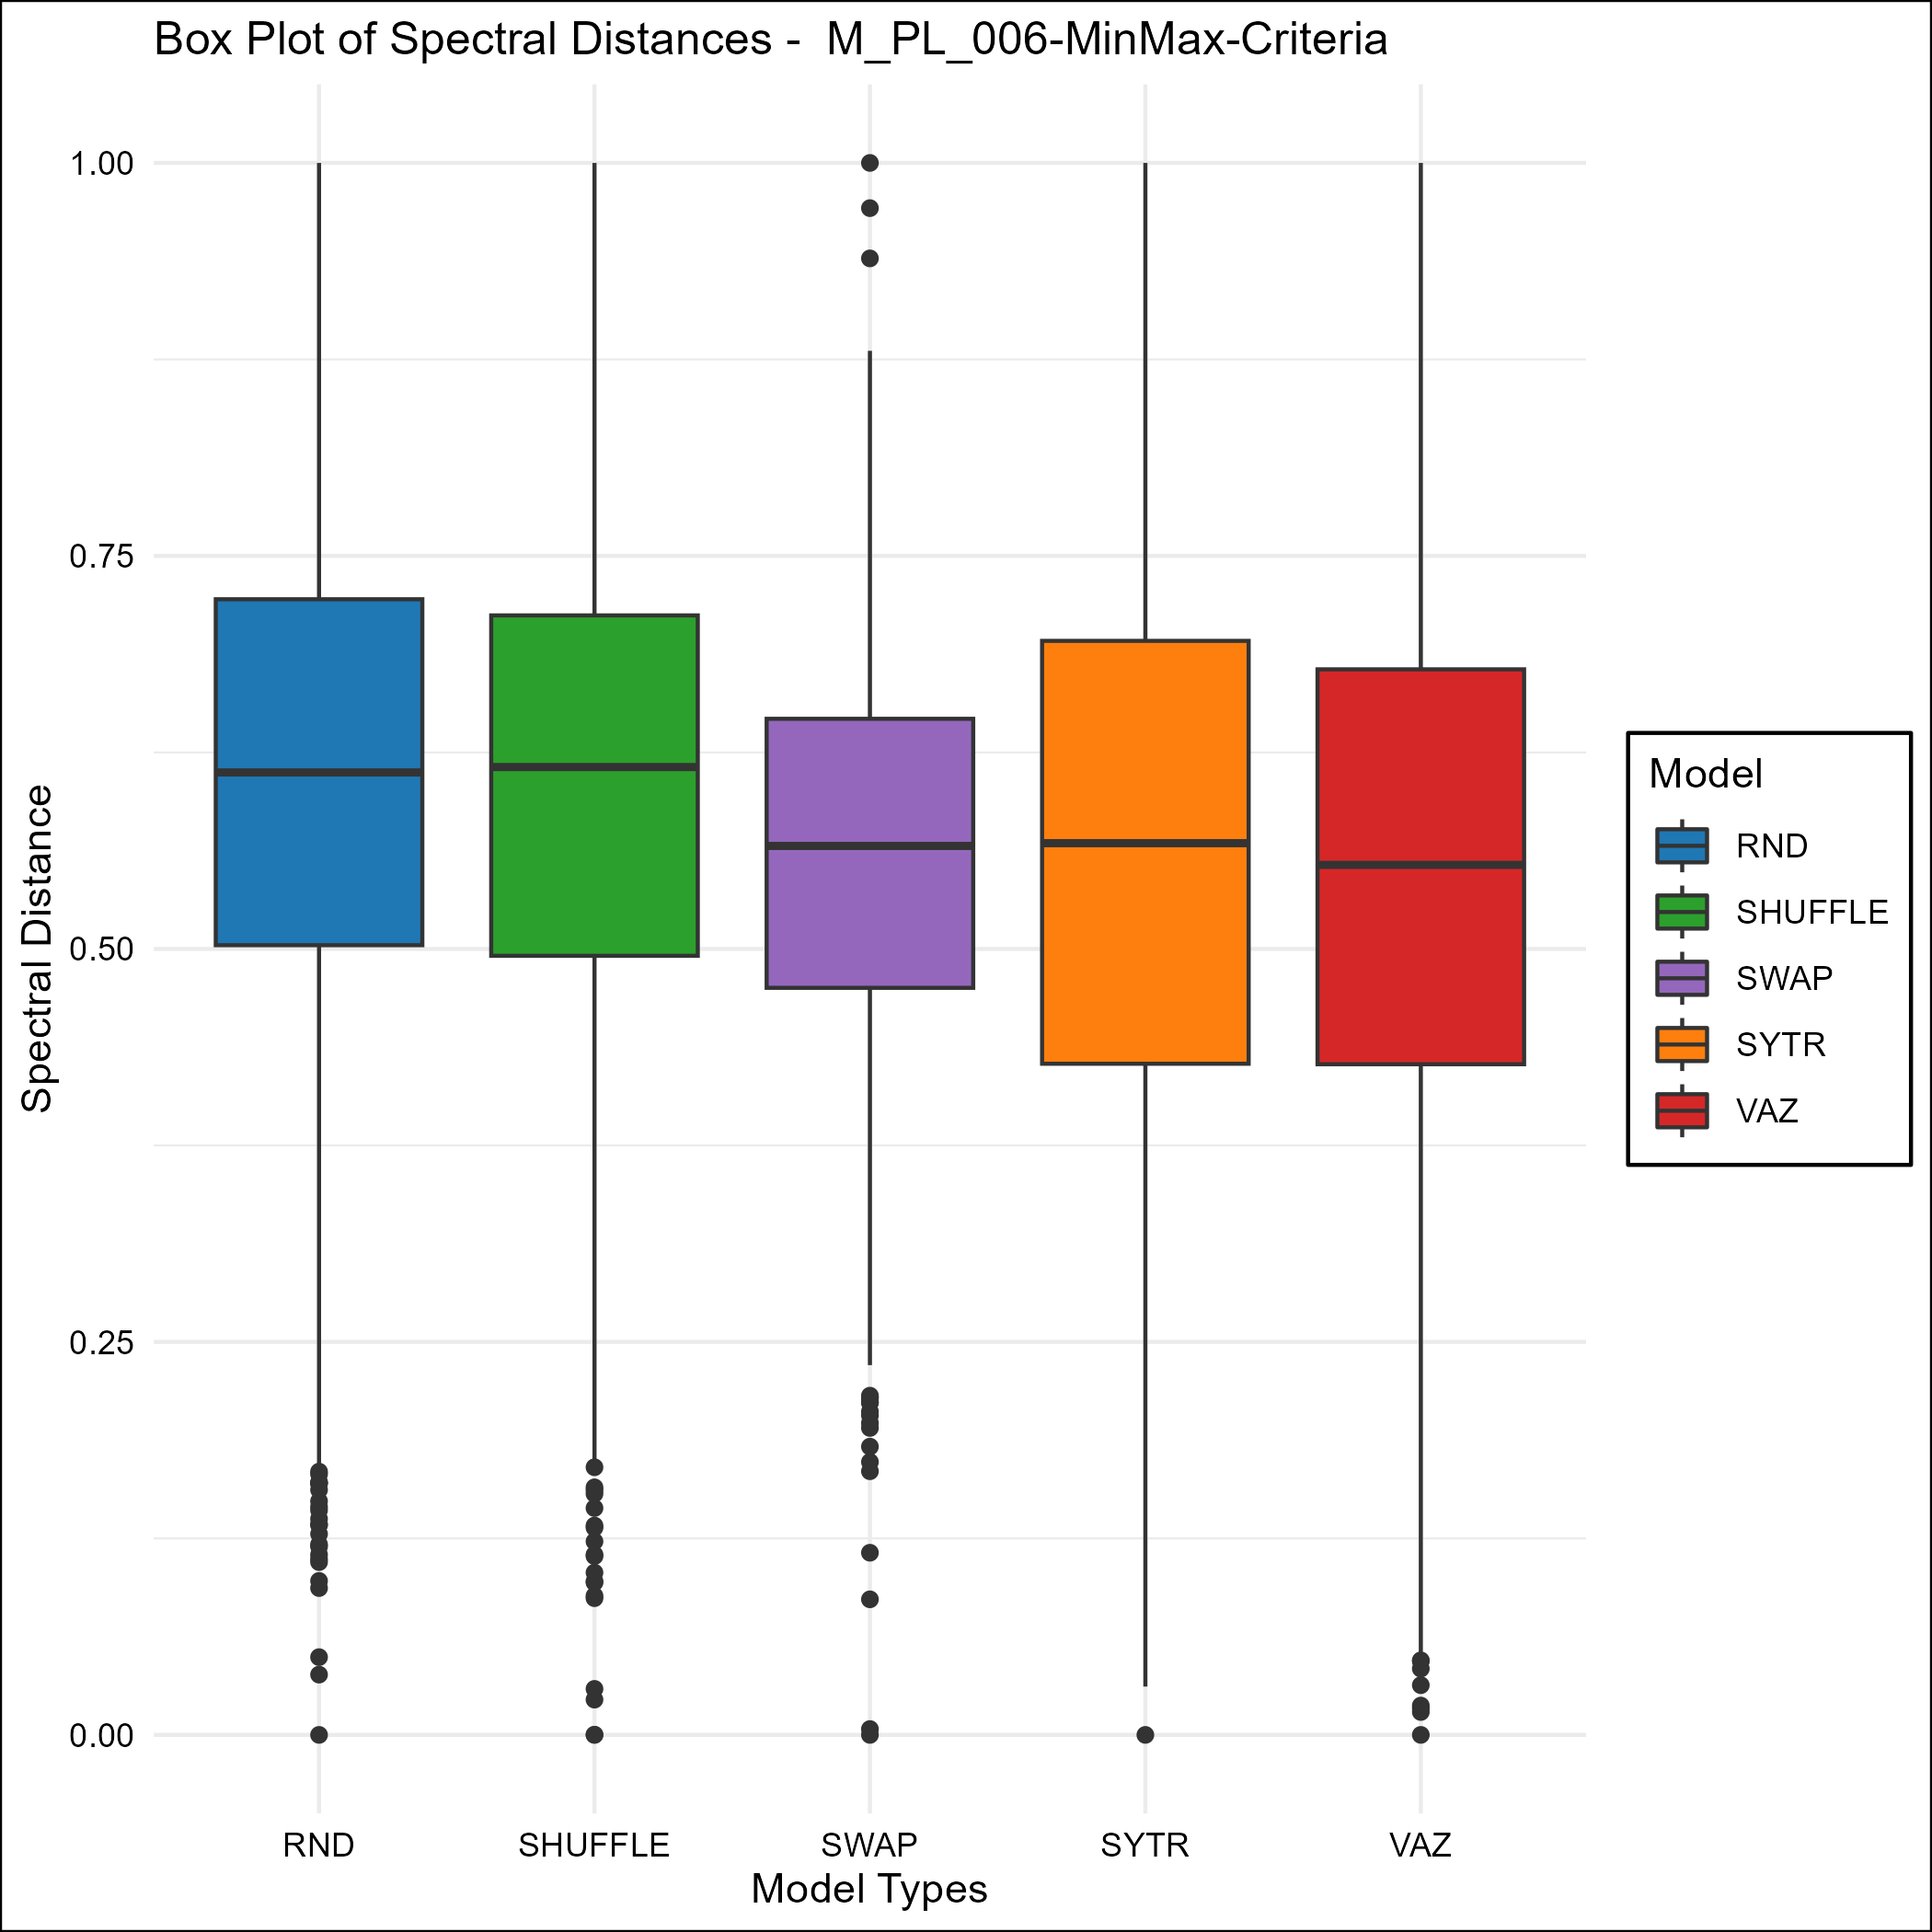 Box Plot of Spectral Distances -  M_PL_006-MinMax-Criteria
1.00
0.75
0.50
0.25
0.00
Spectral Distance
RND
SHUFFLE
SWAP
SYTR
VAZ
Model Types
Model
RND
SHUFFLE
SWAP
SYTR
VAZ